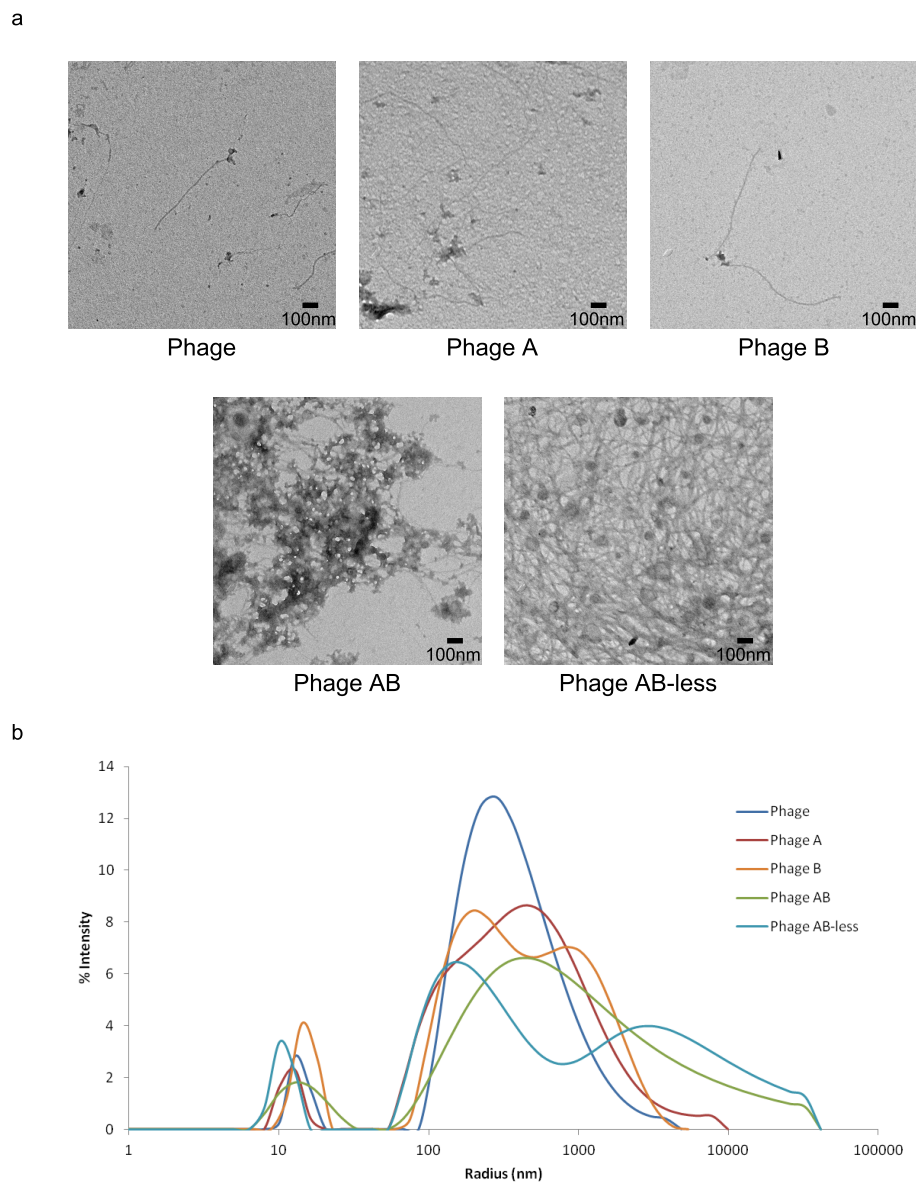 a
100nm
100nm
100nm
Phage
Phage A
Phage B
100nm
100nm
Phage AB
Phage AB-less
b
14
12
10
8
6
4
2
0
% Intensity
1
10
100
1000
10000
100000
Radius (nm)
Phage
Phage A
Phage B
Phage AB
Phage AB-less